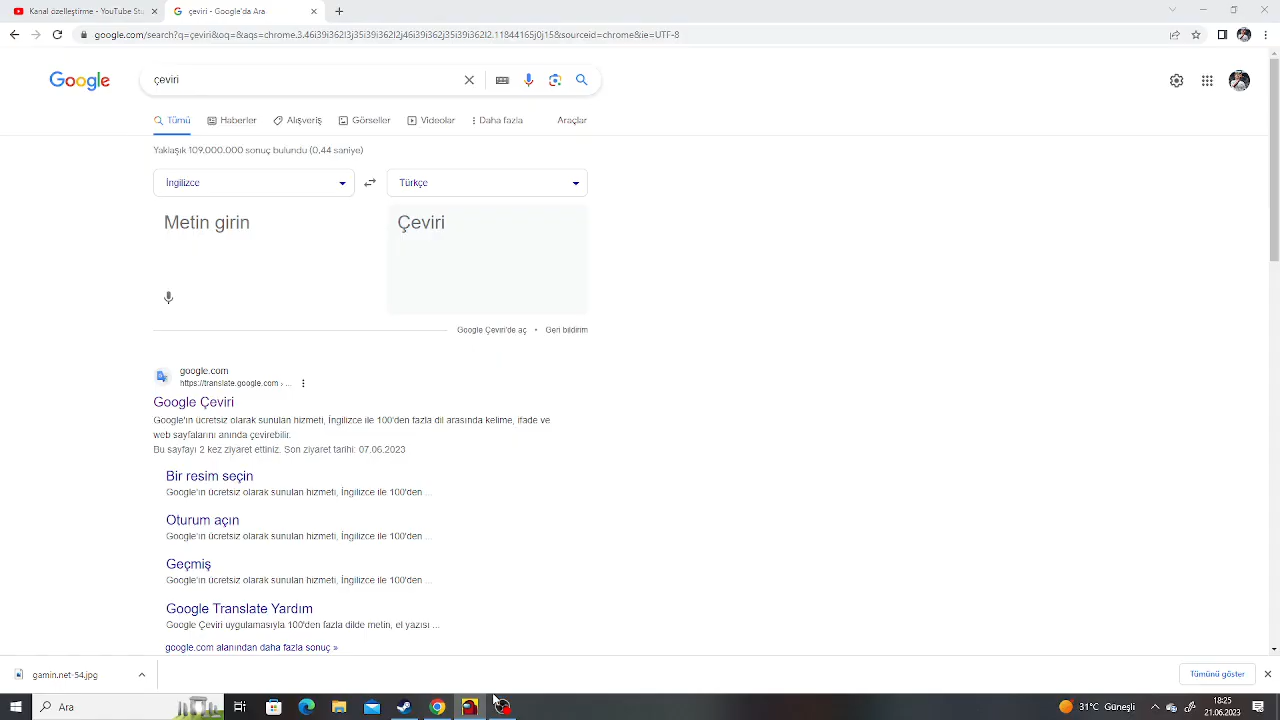 Kanal özelleştirme - YouTube Stu
çeviri - Google'da Ara
google.com/search?q=çeviri&oq=&aqs=chrome.3.46i39i362l3j35i39i362l2j46i39i362j35i39i362l2.11844165j0j15&sourceid=chrome&ie=UTF-8
Google
çeviri
Tümü
Haberler
Alışveriş
Görseller
Videolar
Daha fazla
Araçlar
Yaklaşık 109.000.000 sonuç bulundu (0,44 saniye)
İngilizce
Türkçe
Metin girin
Çeviri
Google Çeviri'de aç • Geri bildirim
google.com
https://translate.google.com › ...
Google Çeviri
Google'ın ücretsiz olarak sunulan hizmeti, İngilizce ile 100'den fazla dil arasında kelime, ifade ve
web sayfalarını anında çevirebilir.
Bu sayfayı 2 kez ziyaret ettiniz. Son ziyaret tarihi: 07.06.2023
Bir resim seçin
Google'ın ücretsiz olarak sunulan hizmeti, İngilizce ile 100'den ...
Oturum açın
Google'ın ücretsiz olarak sunulan hizmeti, İngilizce ile 100'den ...
Geçmiş
Google'ın ücretsiz olarak sunulan hizmeti, İngilizce ile 100'den ...
Google Translate Yardım
Google Çeviri uygulamasıyla 100'den fazla dilde metin, el yazısı ...
google.com alanından daha fazla sonuç »
gamin.net-54.jpg
Tümünü göster
Ara
31°C Güneşli
18:25
21.06.2023